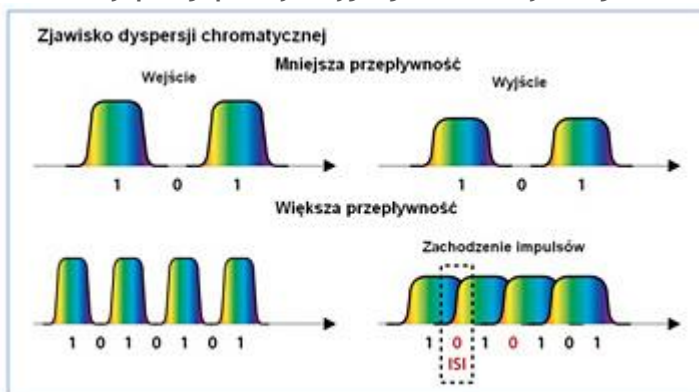 Zjawisko dyspersji chromatycznej
Mniejsza przepływność
Wejście
Wyjście
1 0 1
1 0 1
Większa przepływność
Zachodzenie impulsów
1 0 1 0 1 0 1
1 0 1 0 1 0 1
ISI